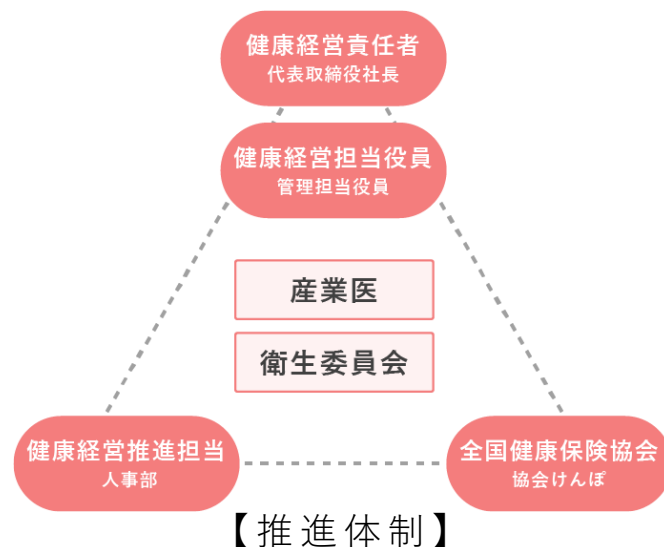 健康経営責任者
代表取締役社長
健康経営担当役員
管理担当役員
産業医
衛生委員会
健康経営推進担当
人事部
全国健康保険協会
協会けんぽ
【推進体制】